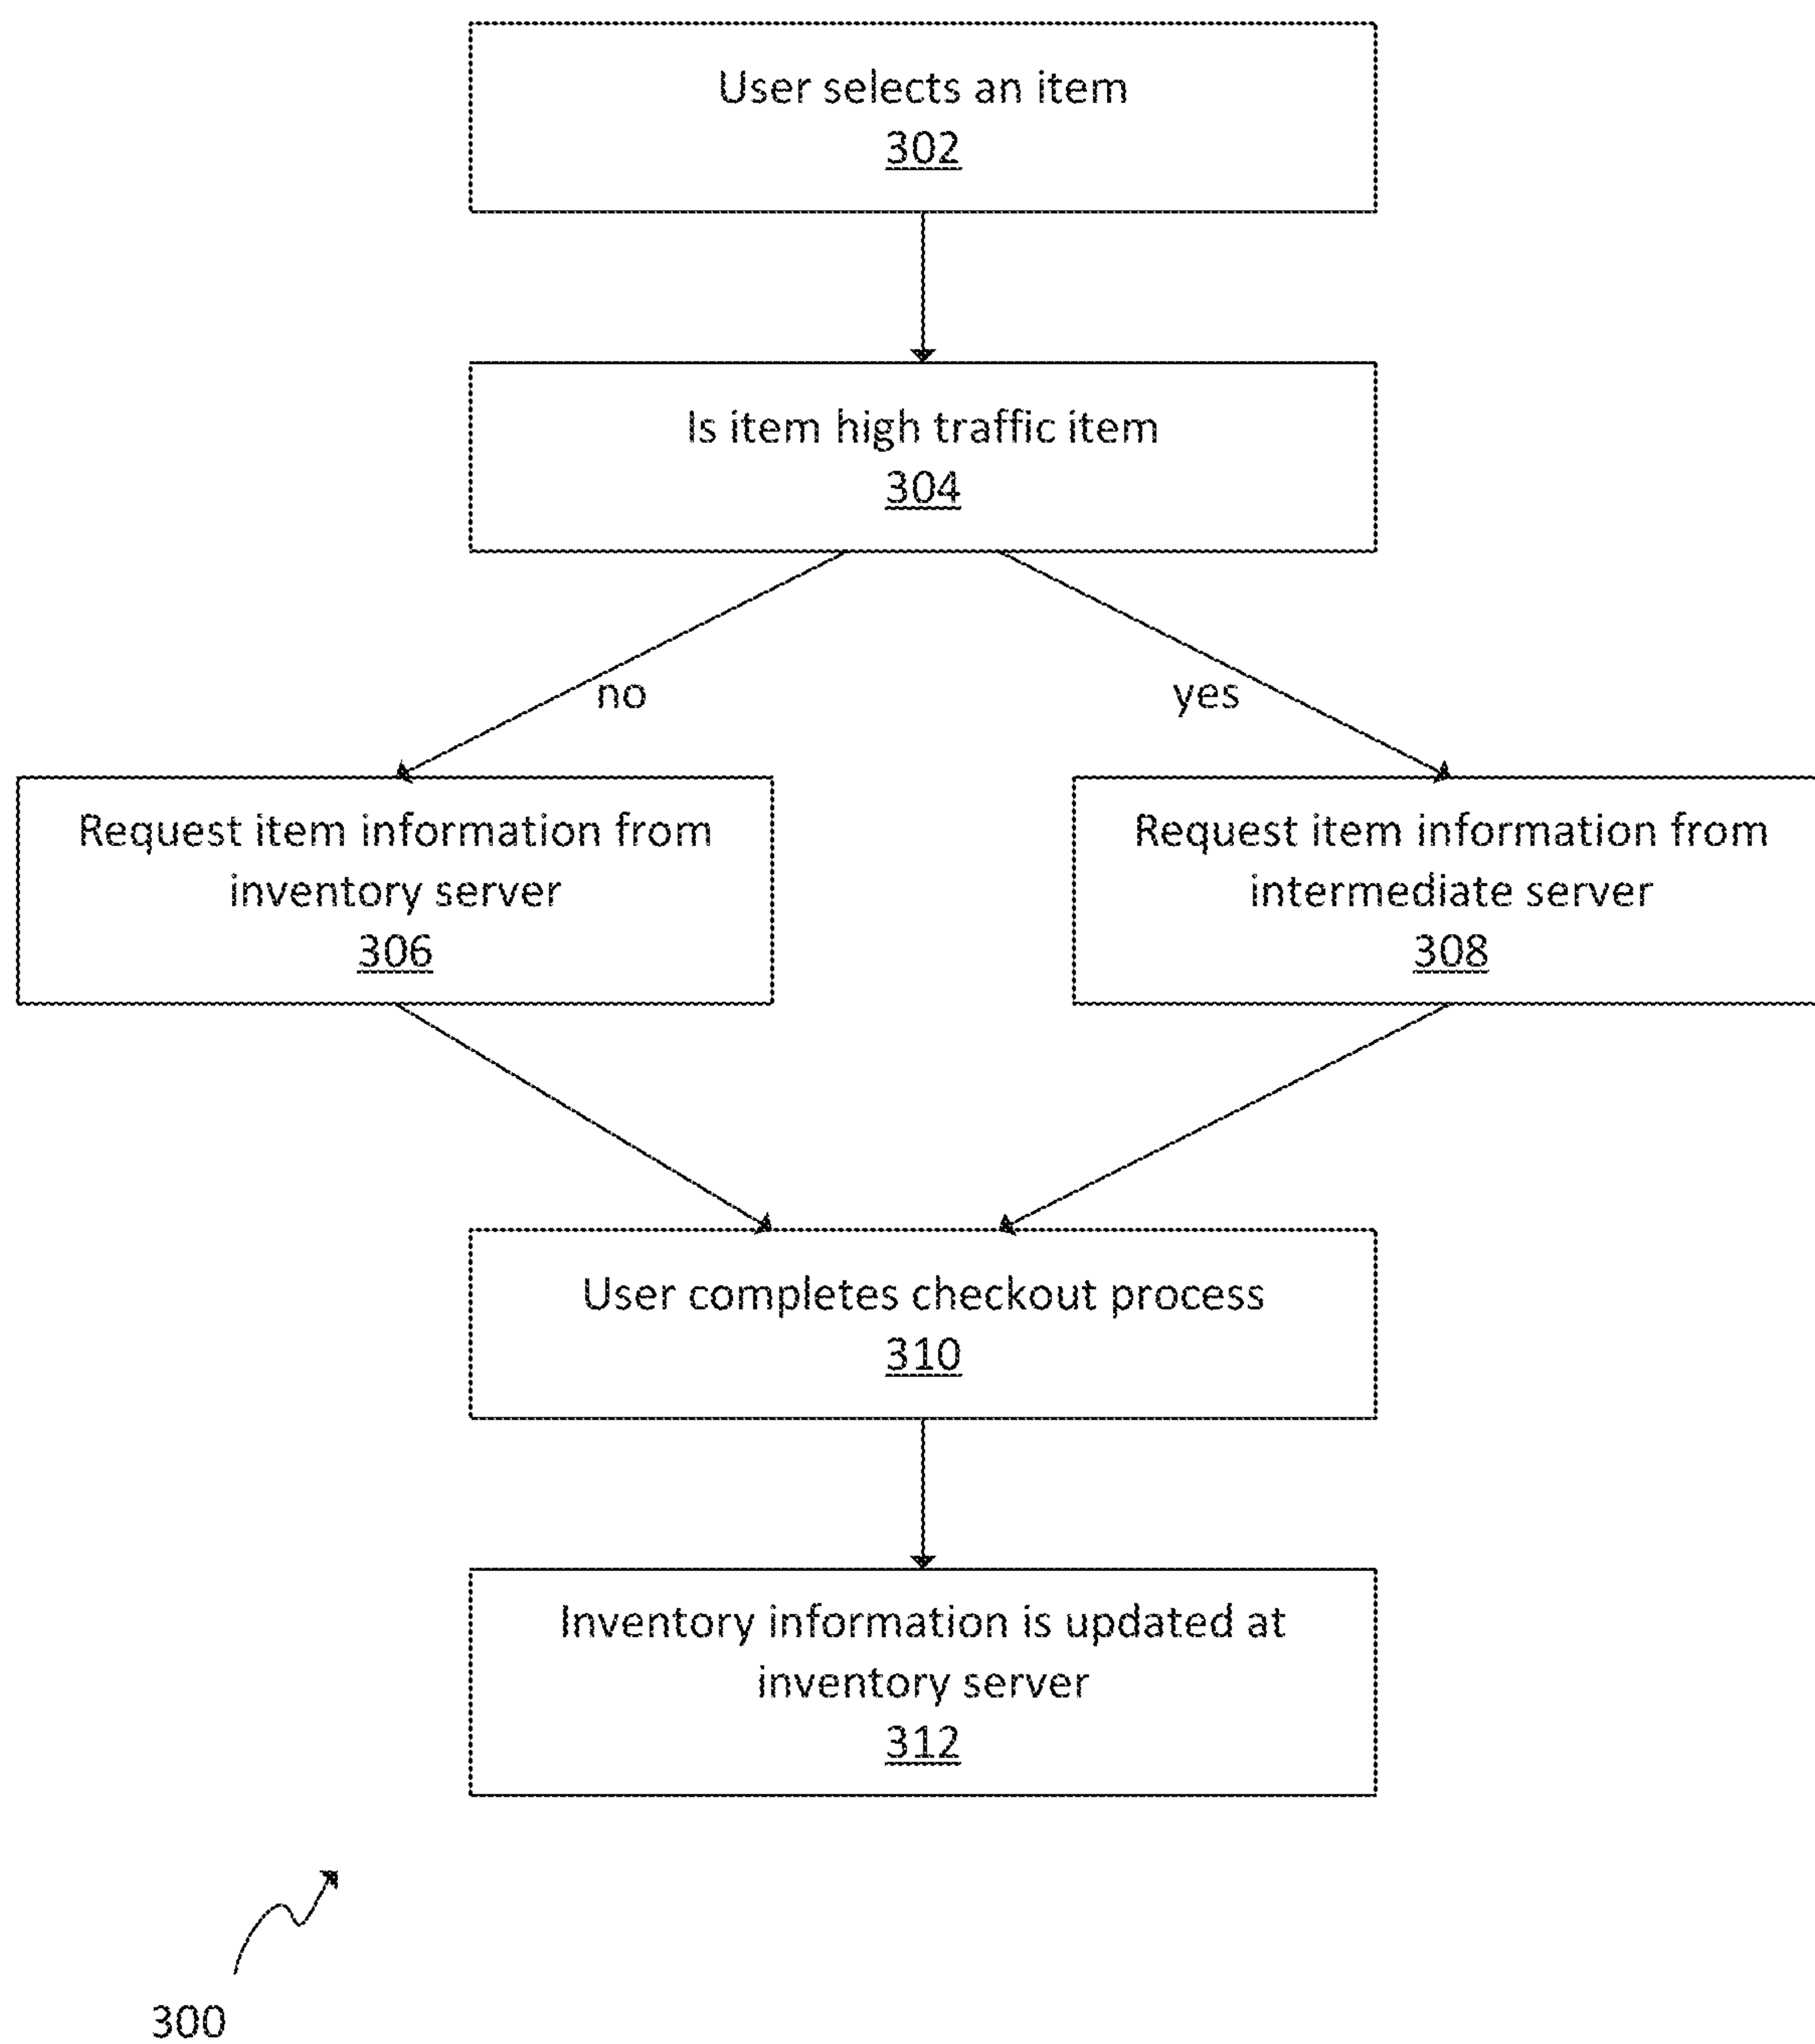 User selects an item
302
Is item high traffic item
304
no
yes
Request item information from
inventory server
306
Request item information from
intermediate server
308
User completes checkout process
310
Inventory information is updated at
inventory server
312
300